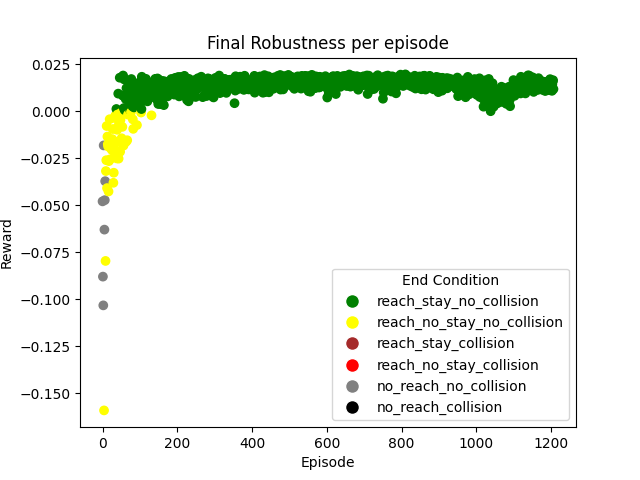 Final Robustness per episode
0.025
0.000
−0.025
−0.050
−0.075
−0.100
−0.125
−0.150
Reward
End Condition
reach_stay_no_collision
reach_no_stay_no_collision
reach_stay_collision
reach_no_stay_collision
no_reach_no_collision
no_reach_collision
0 200 400 600 800 1000 1200
Episode